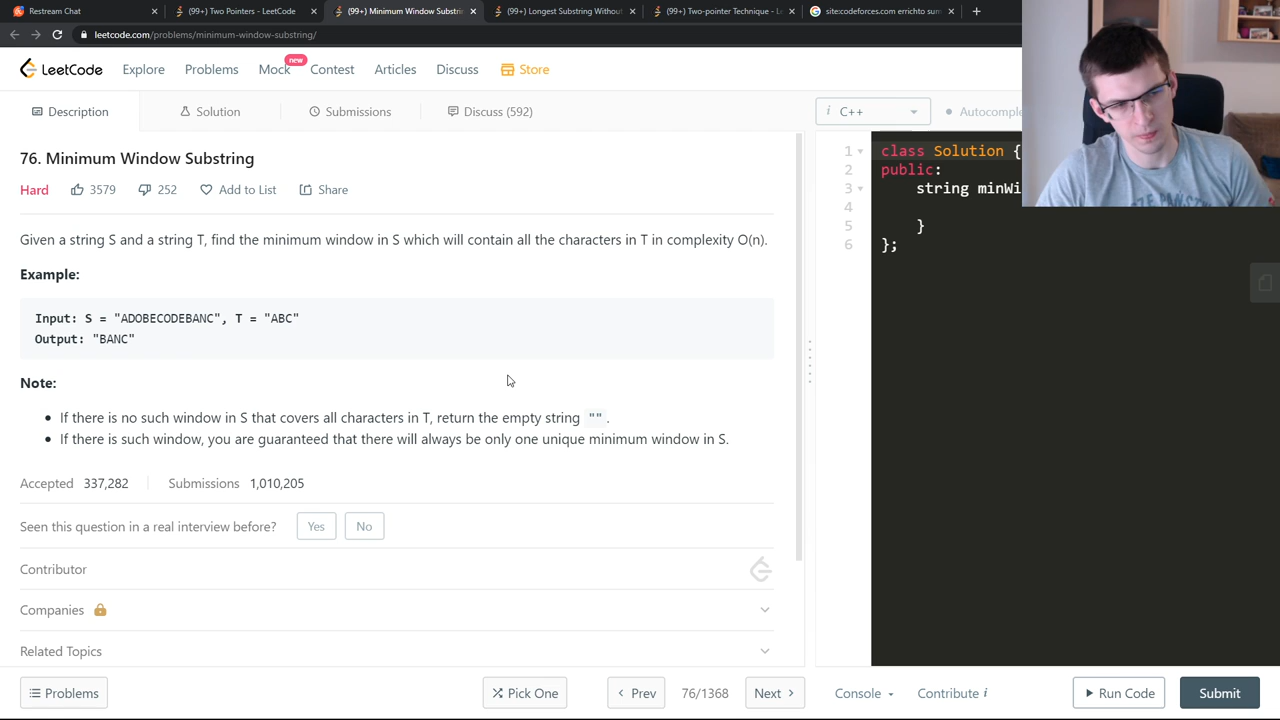 Restream Chat
(99+) Two Pointers - LeetCode
(99+) Minimum Window Substr
(99+) Longest Substring Without
(99+) Two-pointer Technique - Le
site:codeforces.com errichto sum
leetcode.com/problems/minimum-window-substring/
LeetCode
Explore
Problems
Mock
new
Contest
Articles
Discuss
Store
Description
Solution
Submissions
Discuss (592)
i C++
Autocomple
76. Minimum Window Substring
Hard
3579
252
Add to List
Share
Given a string S and a string T, find the minimum window in S which will contain all the characters in T in complexity O(n).
Example:
Input: S = "ADOBECODEBANC", T = "ABC"
Output: "BANC"
Note:
• If there is no such window in S that covers all characters in T, return the empty string "".
• If there is such window, you are guaranteed that there will always be only one unique minimum window in S.
Accepted 337,282
Submissions 1,010,205
Seen this question in a real interview before?
Yes
No
Contributor
Companies
Related Topics
1 class Solution {
2 public:
3 string minWi
4
5 }
6 };
Problems
Pick One
Prev
76/1368
Next
Console
Contribute i
Run Code
Submit